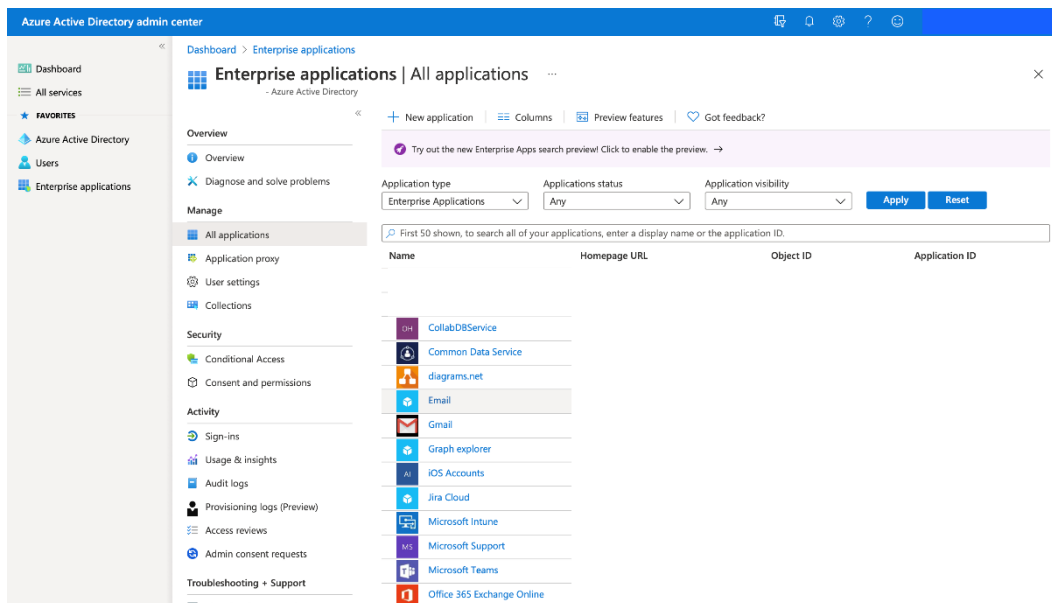 Azure Active Directory admin center
Dashboard
All services
FAVORITES
Azure Active Directory
Users
Enterprise applications
Dashboard > Enterprise applications
Enterprise applications | All applications ...
- Azure Active Directory
Overview
Overview
Diagnose and solve problems
Manage
All applications
Application proxy
User settings
Collections
Security
Conditional Access
Consent and permissions
Activity
Sign-ins
Usage & insights
Audit logs
Provisioning logs (Preview)
Access reviews
Admin consent requests
Troubleshooting + Support
+ New application Columns Preview features Got feedback?
Try out the new Enterprise Apps search preview! Click to enable the preview. →
Application type Applications status Application visibility
Enterprise Applications Any Any Apply Reset
First 50 shown, to search all of your applications, enter a display name or the application ID.
Name Homepage URL Object ID Application ID
DH CollabDBService
Common Data Service
diagrams.net
Email
Gmail
Graph explorer
AI iOS Accounts
Jira Cloud
Microsoft Intune
MS Microsoft Support
Microsoft Teams
Office 365 Exchange Online